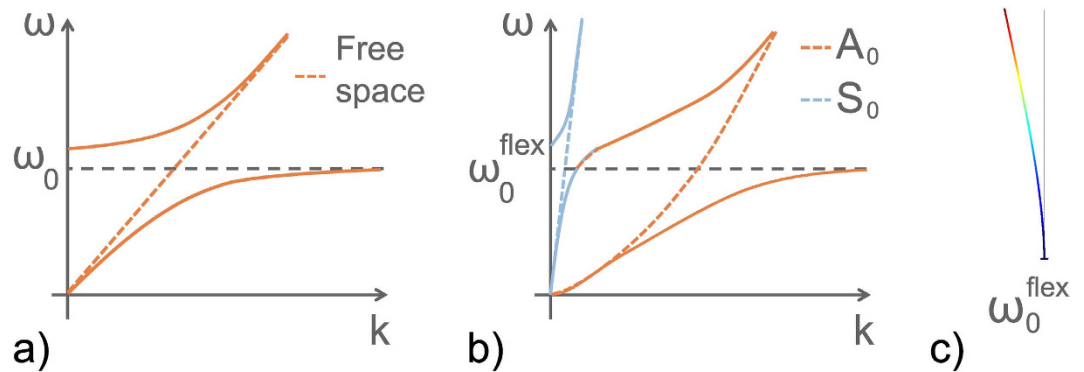 ω
Free
space
ω₀
k
a)
ω
A₀
S₀
ω₀^flex
k
b)
ω₀^flex
c)